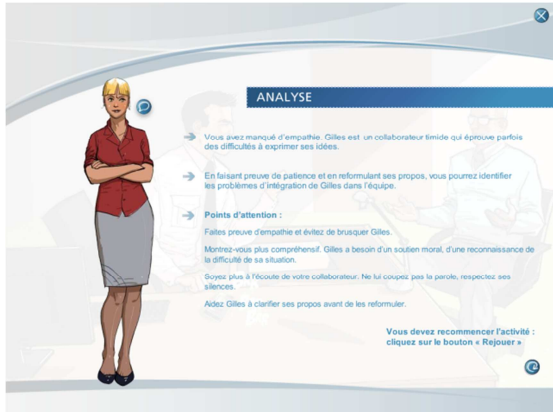 ANALYSE
Vous avez manqué d'empathie. Gilles est un collaborateur timide qui éprouve parfois
des difficultés à exprimer ses idées.
En faisant preuve de patience et en reformulant ses propos, vous pourrez identifier
les problèmes d'intégration de Gilles dans l'équipe.
Points d'attention :
Faites preuve d'empathie et évitez de brusquer Gilles.
Montrez-vous plus compréhensif. Gilles a besoin d'un soutien moral, d'une reconnaissance de
la difficulté de sa situation.
Soyez plus à l'écoute de votre collaborateur. Ne lui coupez pas la parole, respectez ses
silences.
Aidez Gilles à clarifier ses propos avant de les reformuler.
Vous devez recommencer l'activité :
cliquez sur le bouton « Rejouer »